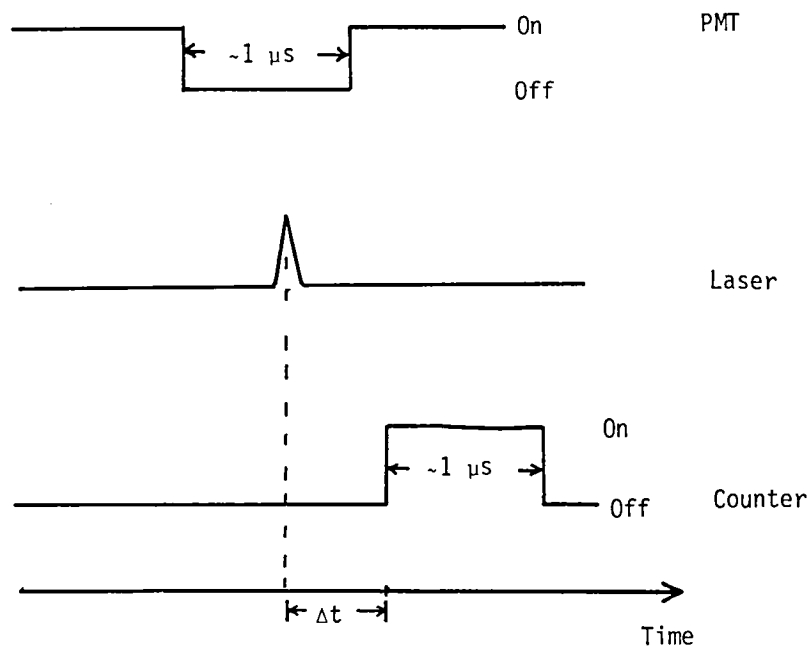 On PMT
~1 μs
Off
Laser
On
~1 μs
Off Counter
Δt
Time